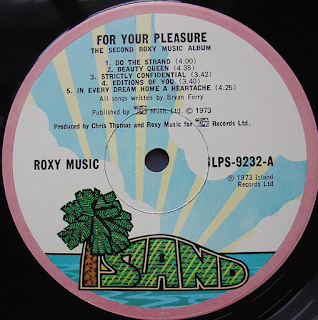 FOR YOUR PLEASURE
THE SECOND ROXY MUSIC ALBUM
1. DO THE STRAND (4.00)
2. BEAUTY QUEEN (4.35)
3. STRICTLY CONFIDENTIAL (3.42)
4. EDITIONS OF YOU (3.40)
5. IN EVERY DREAM HOME A HEARTACHE (4.25)
All songs written by Bryan Ferry
Published by Music Ltd. © 1973
Produced by Chris Thomas and Roxy Music for Records Ltd.
ROXY MUSIC
iLPS-9232-A
℗ 1973 Island
Records Ltd
ISLAND